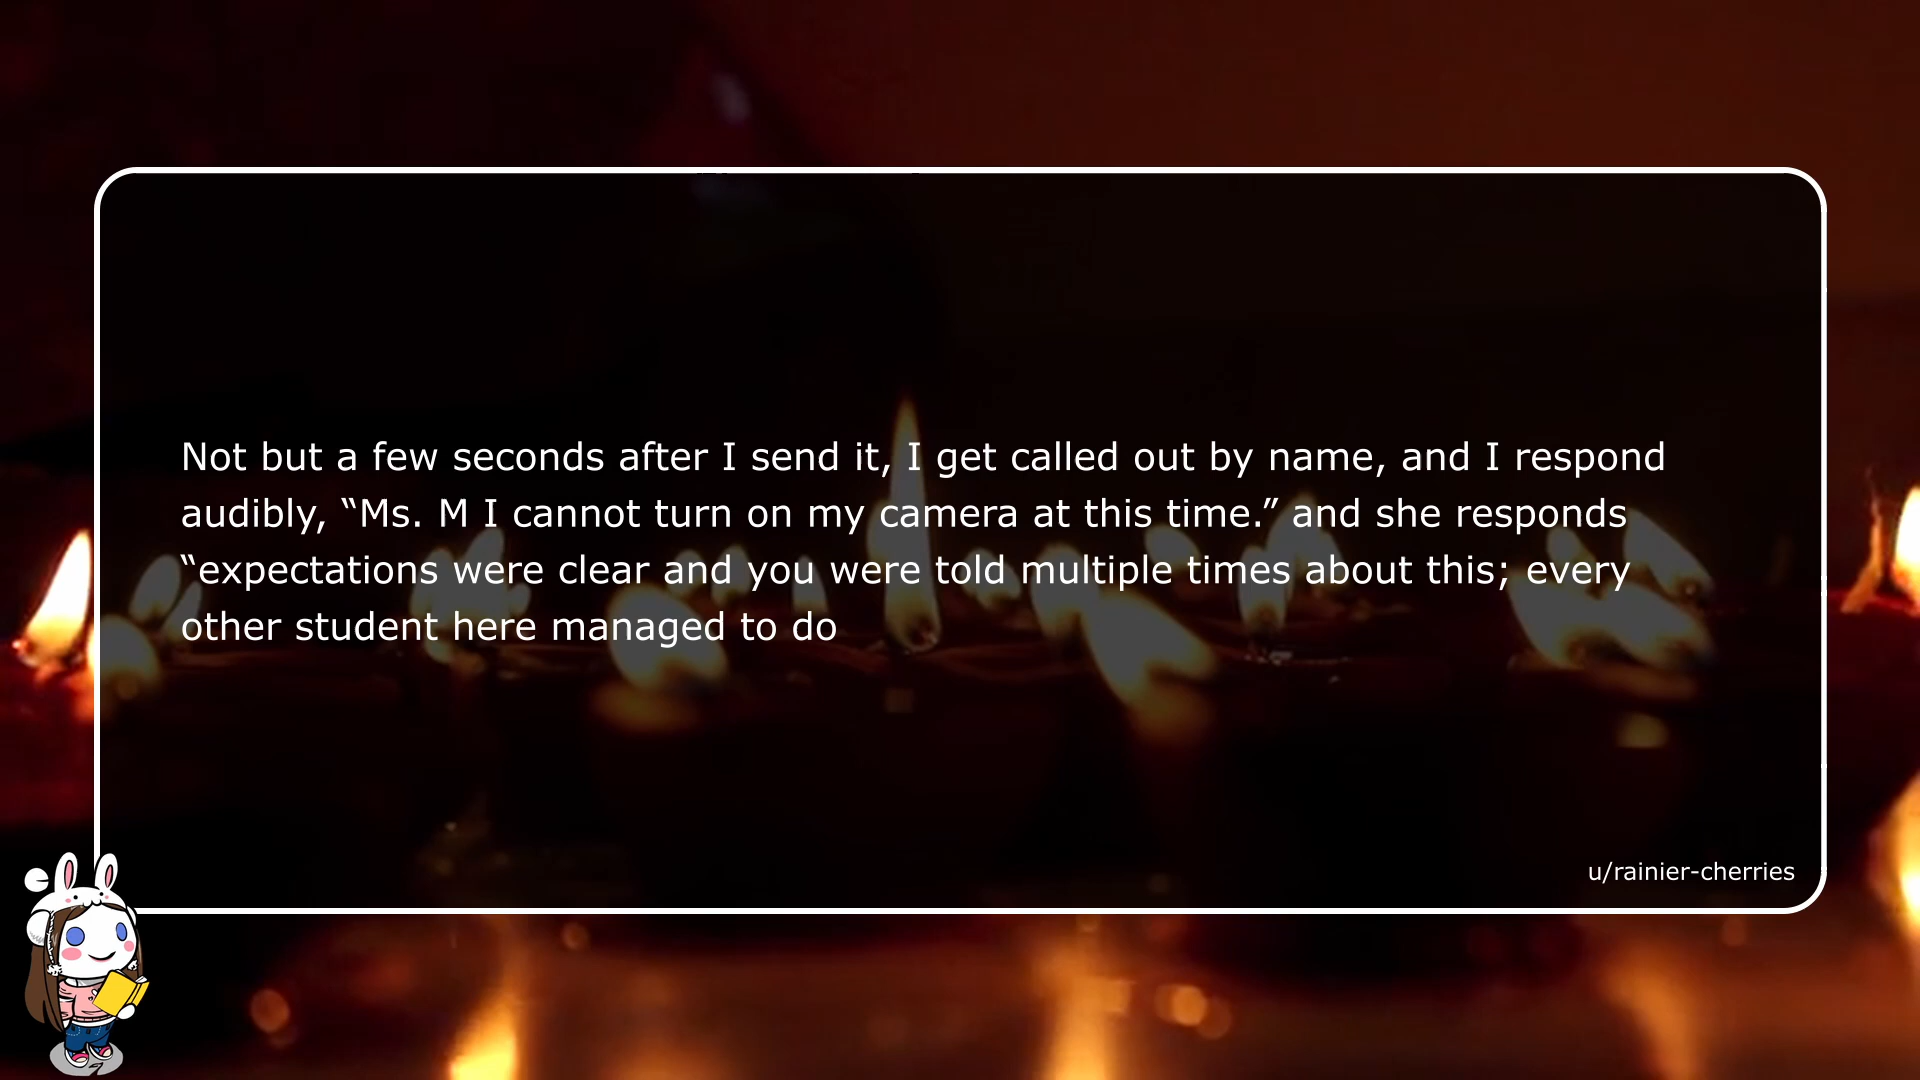 Not but a few seconds after I send it, I get called out by name, and I respond
audibly, “Ms. M I cannot turn on my camera at this time.” and she responds
“expectations were clear and you were told multiple times about this; every
other student here managed to do
u/rainier-cherries